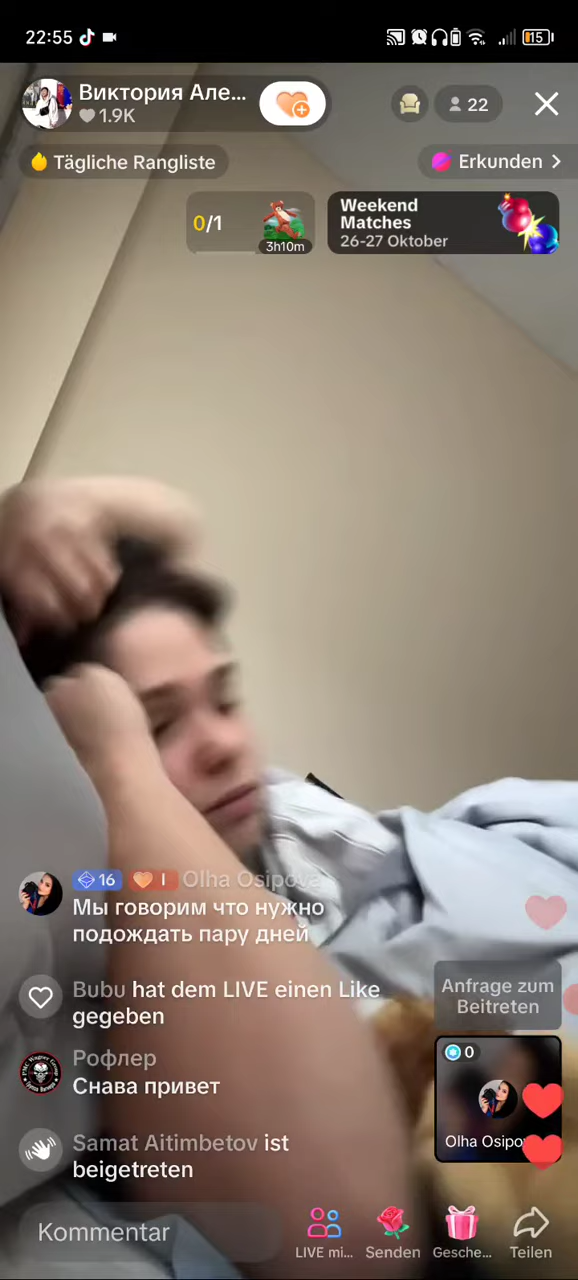 22:55
15
Виктория Але...
1.9K
22
Tägliche Rangliste
Erkunden
0/1
3h10m
Weekend
Matches
26-27 Oktober
16 I Olha Osipova
Мы говорим что нужно
подождать пару дней
Anfrage zum
Beitreten
Bubu hat dem LIVE einen Like
gegeben
Рофлер
Снава привет
0
Olha Osipo
Samat Aitimbetov ist
beigetreten
Kommentar
LIVE mi...
Senden
Gesche...
Teilen